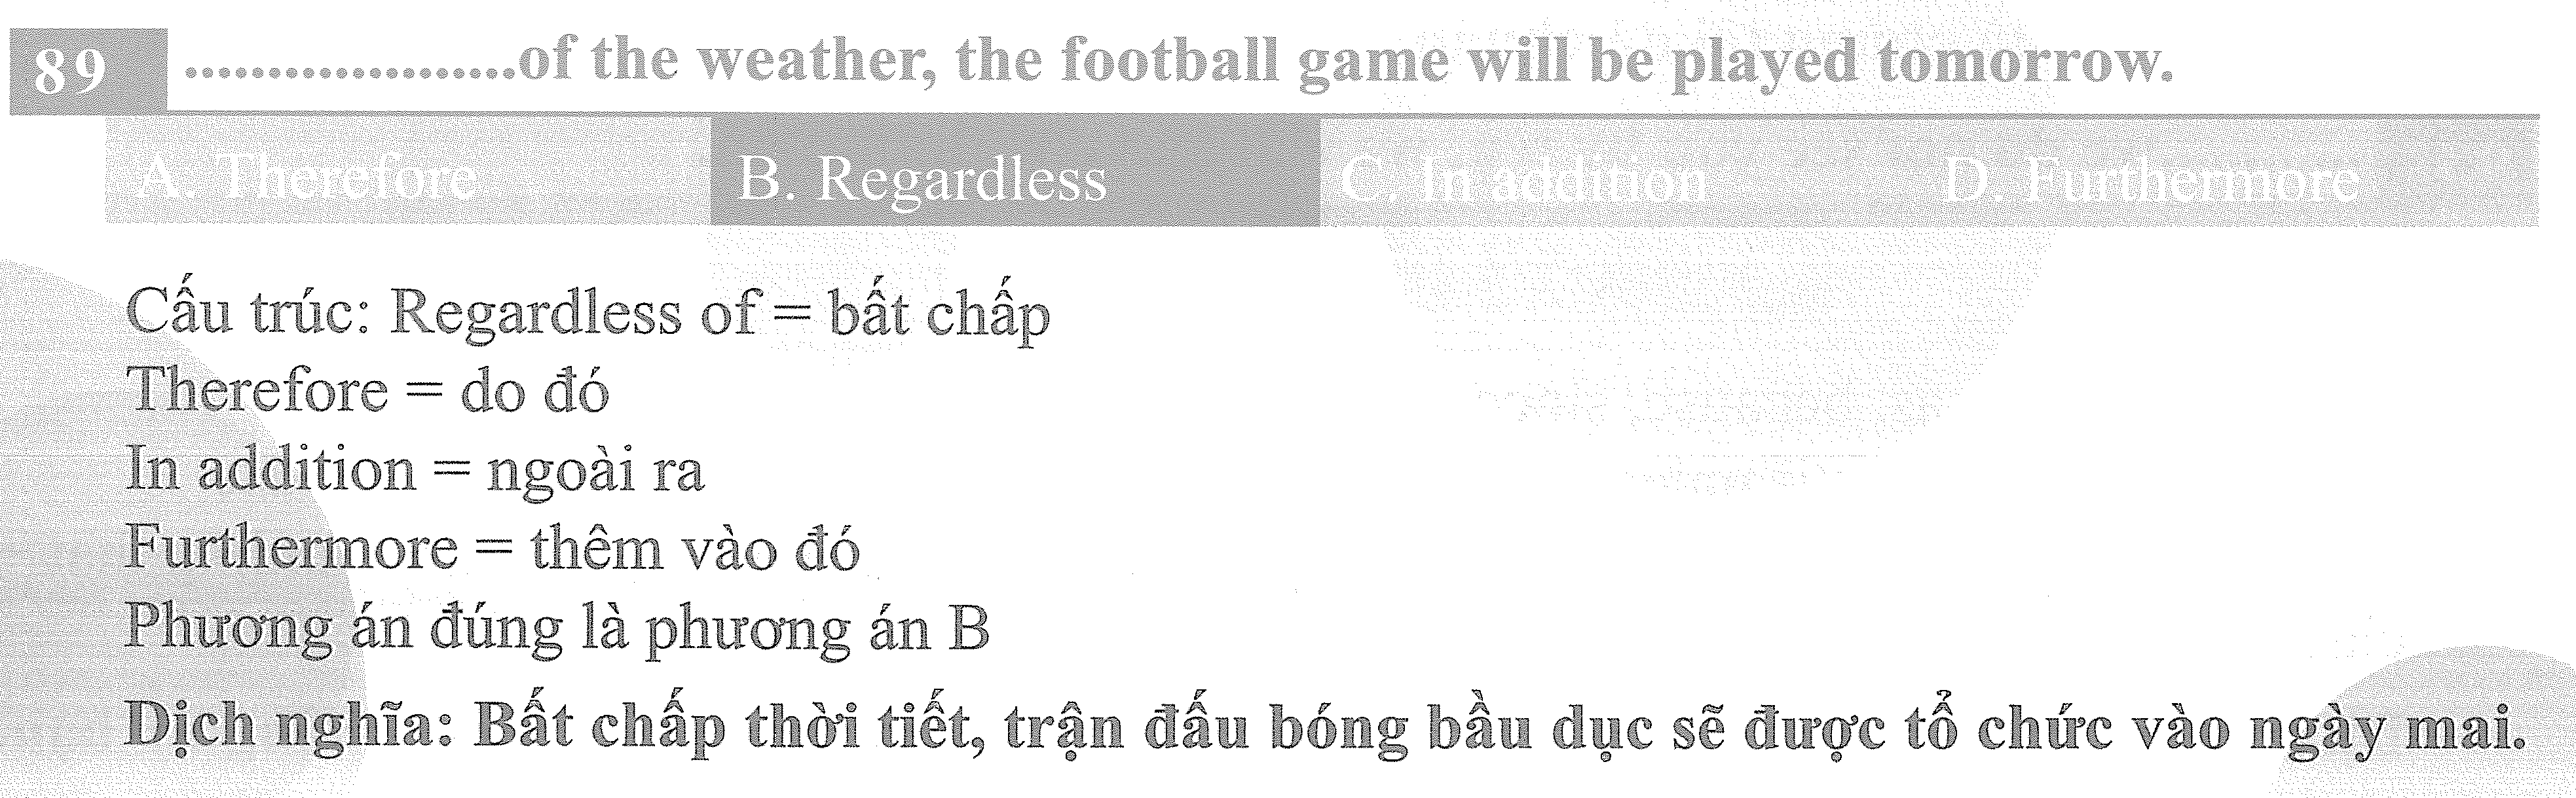 89 ....................of the weather, the football game will be played tomorrow.
A. Therefore B. Regardless C. In addition D. Furthermore
Cấu trúc: Regardless of = bất chấp
Therefore = do đó
In addition = ngoài ra
Furthermore = thêm vào đó
Phương án đúng là phương án B
Dịch nghĩa: Bất chấp thời tiết, trận đấu bóng bầu dục sẽ được tổ chức vào ngày mai.